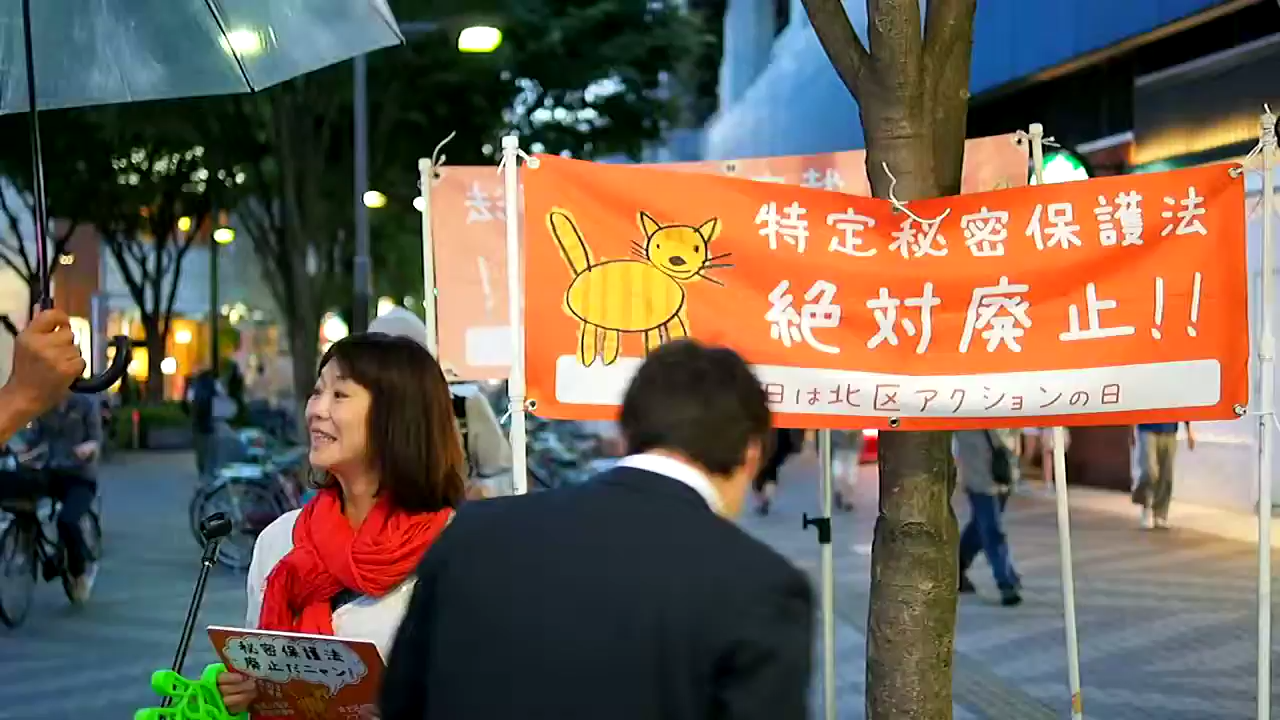 特定秘密保護法
絶対廃止!!
日は北区アクションの日
秘密保護法
廃止だニャン!